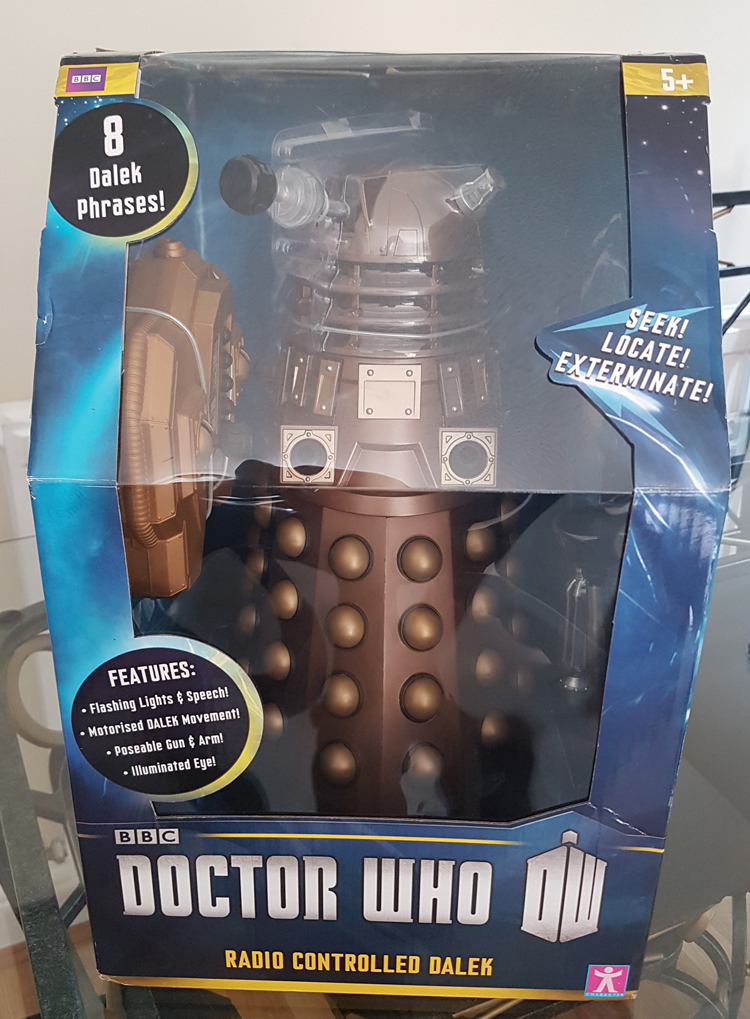 BBC
5+
8
Dalek
Phrases!
SEEK!
LOCATE!
EXTERMINATE!
FEATURES:
• Flashing Lights & Speech!
• Motorised DALEK Movement!
• Poseable Gun & Arm!
• Illuminated Eye!
BBC
DOCTOR WHO
DW
RADIO CONTROLLED DALEK
CHARACTER